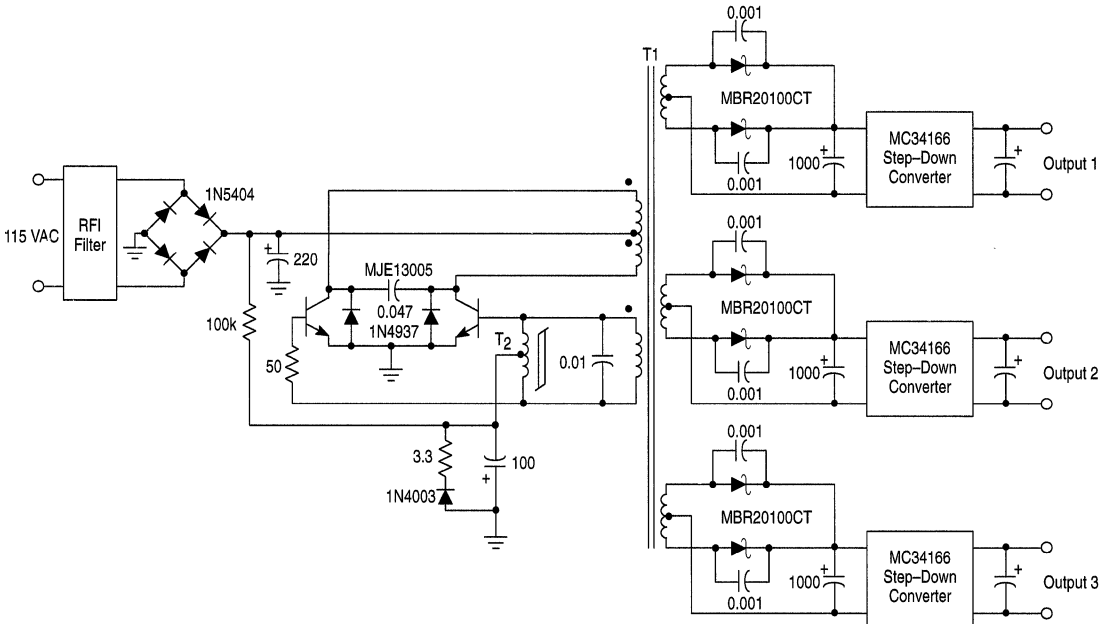 0.001
T1
MBR20100CT
MC34166
Step–Down
Converter
1000
+
+
Output 1
0.001
1N5404
115 VAC
RFI
Filter
+
220
MJE13005
0.047
1N4937
100k
50
T2
0.01
3.3
1N4003
100
+
0.001
MBR20100CT
MC34166
Step–Down
Converter
1000
+
+
Output 2
0.001
0.001
MBR20100CT
MC34166
Step–Down
Converter
1000
+
+
Output 3
0.001